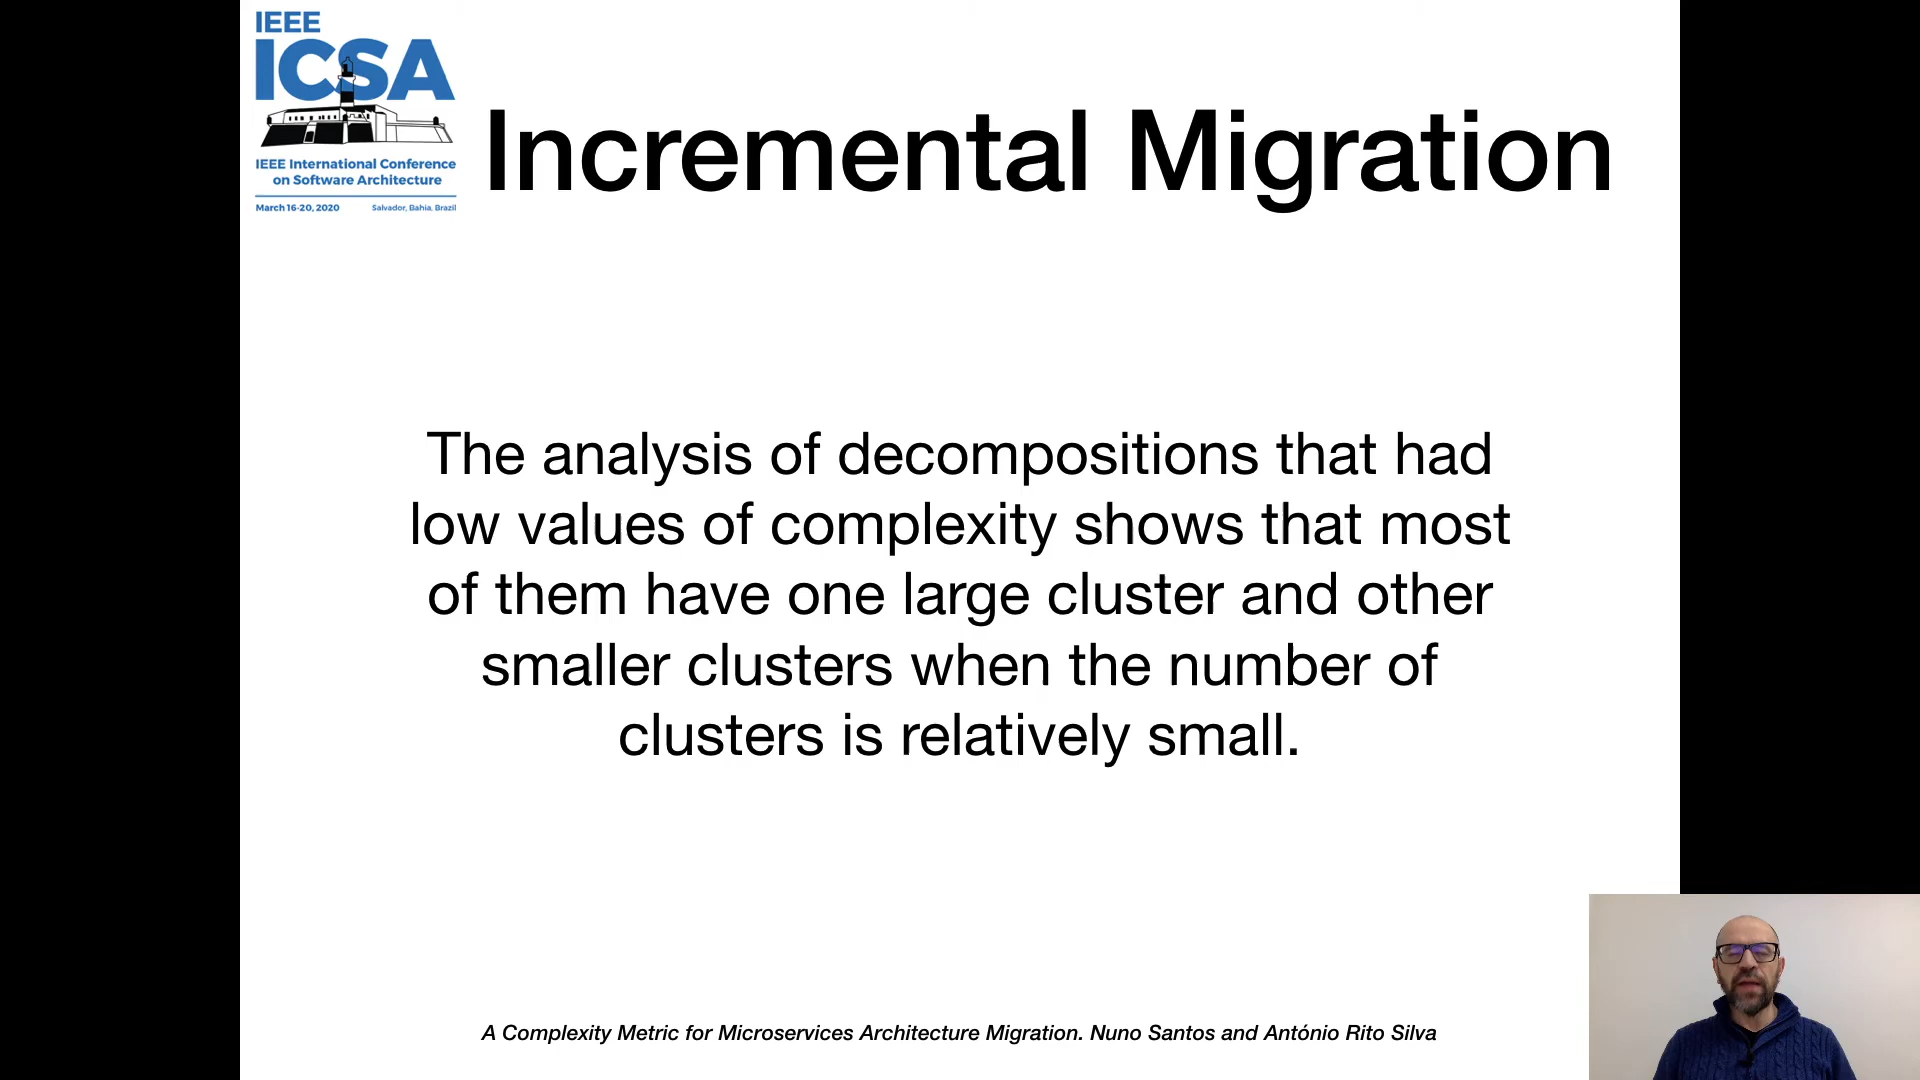 IEEE
ICSA
IEEE International Conference
on Software Architecture
March 16-20, 2020 Salvador, Bahia, Brazil
Incremental Migration
The analysis of decompositions that had
low values of complexity shows that most
of them have one large cluster and other
smaller clusters when the number of
clusters is relatively small.
A Complexity Metric for Microservices Architecture Migration. Nuno Santos and António Rito Silva